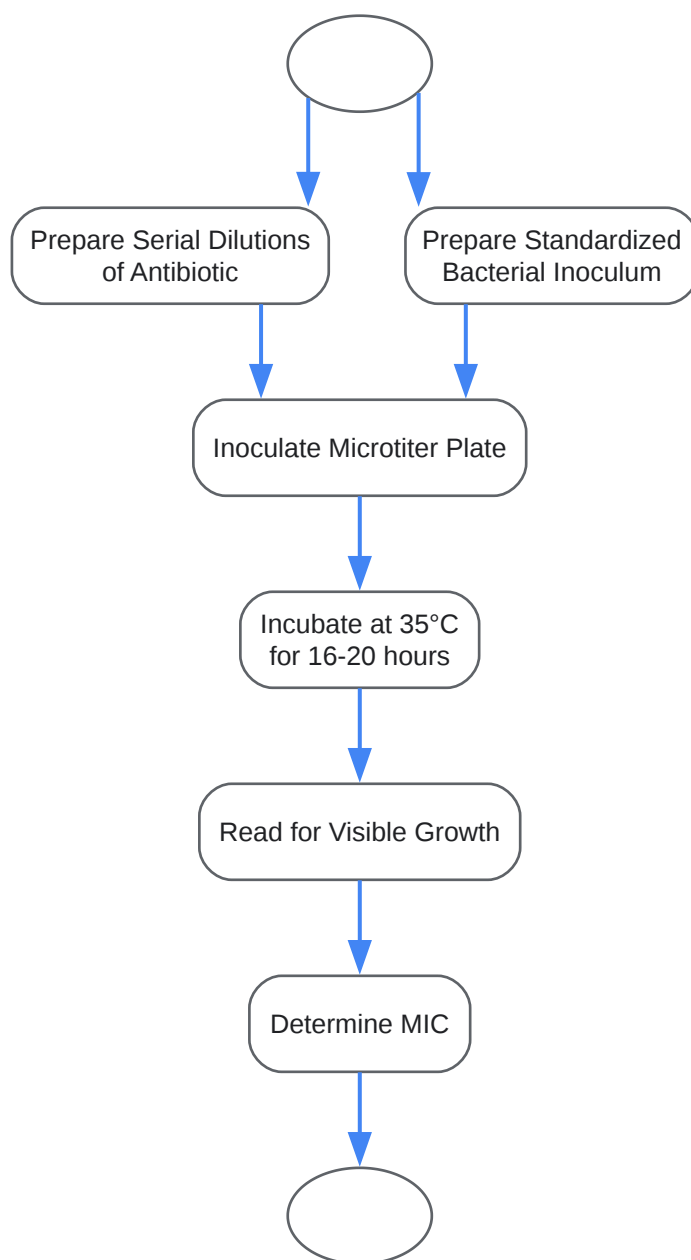 Prepare Serial Dilutions
of Antibiotic
Prepare Standardized
Bacterial Inoculum
Inoculate Microtiter Plate
Incubate at 35°C
for 16-20 hours
Read for Visible Growth
Determine MIC